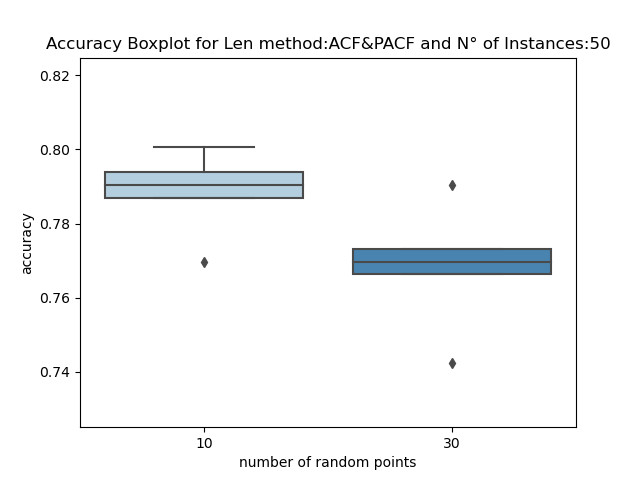 Accuracy Boxplot for Len method:ACF&PACF and N° of Instances:50
0.82
0.80
0.78
0.76
0.74
accuracy
10
30
number of random points